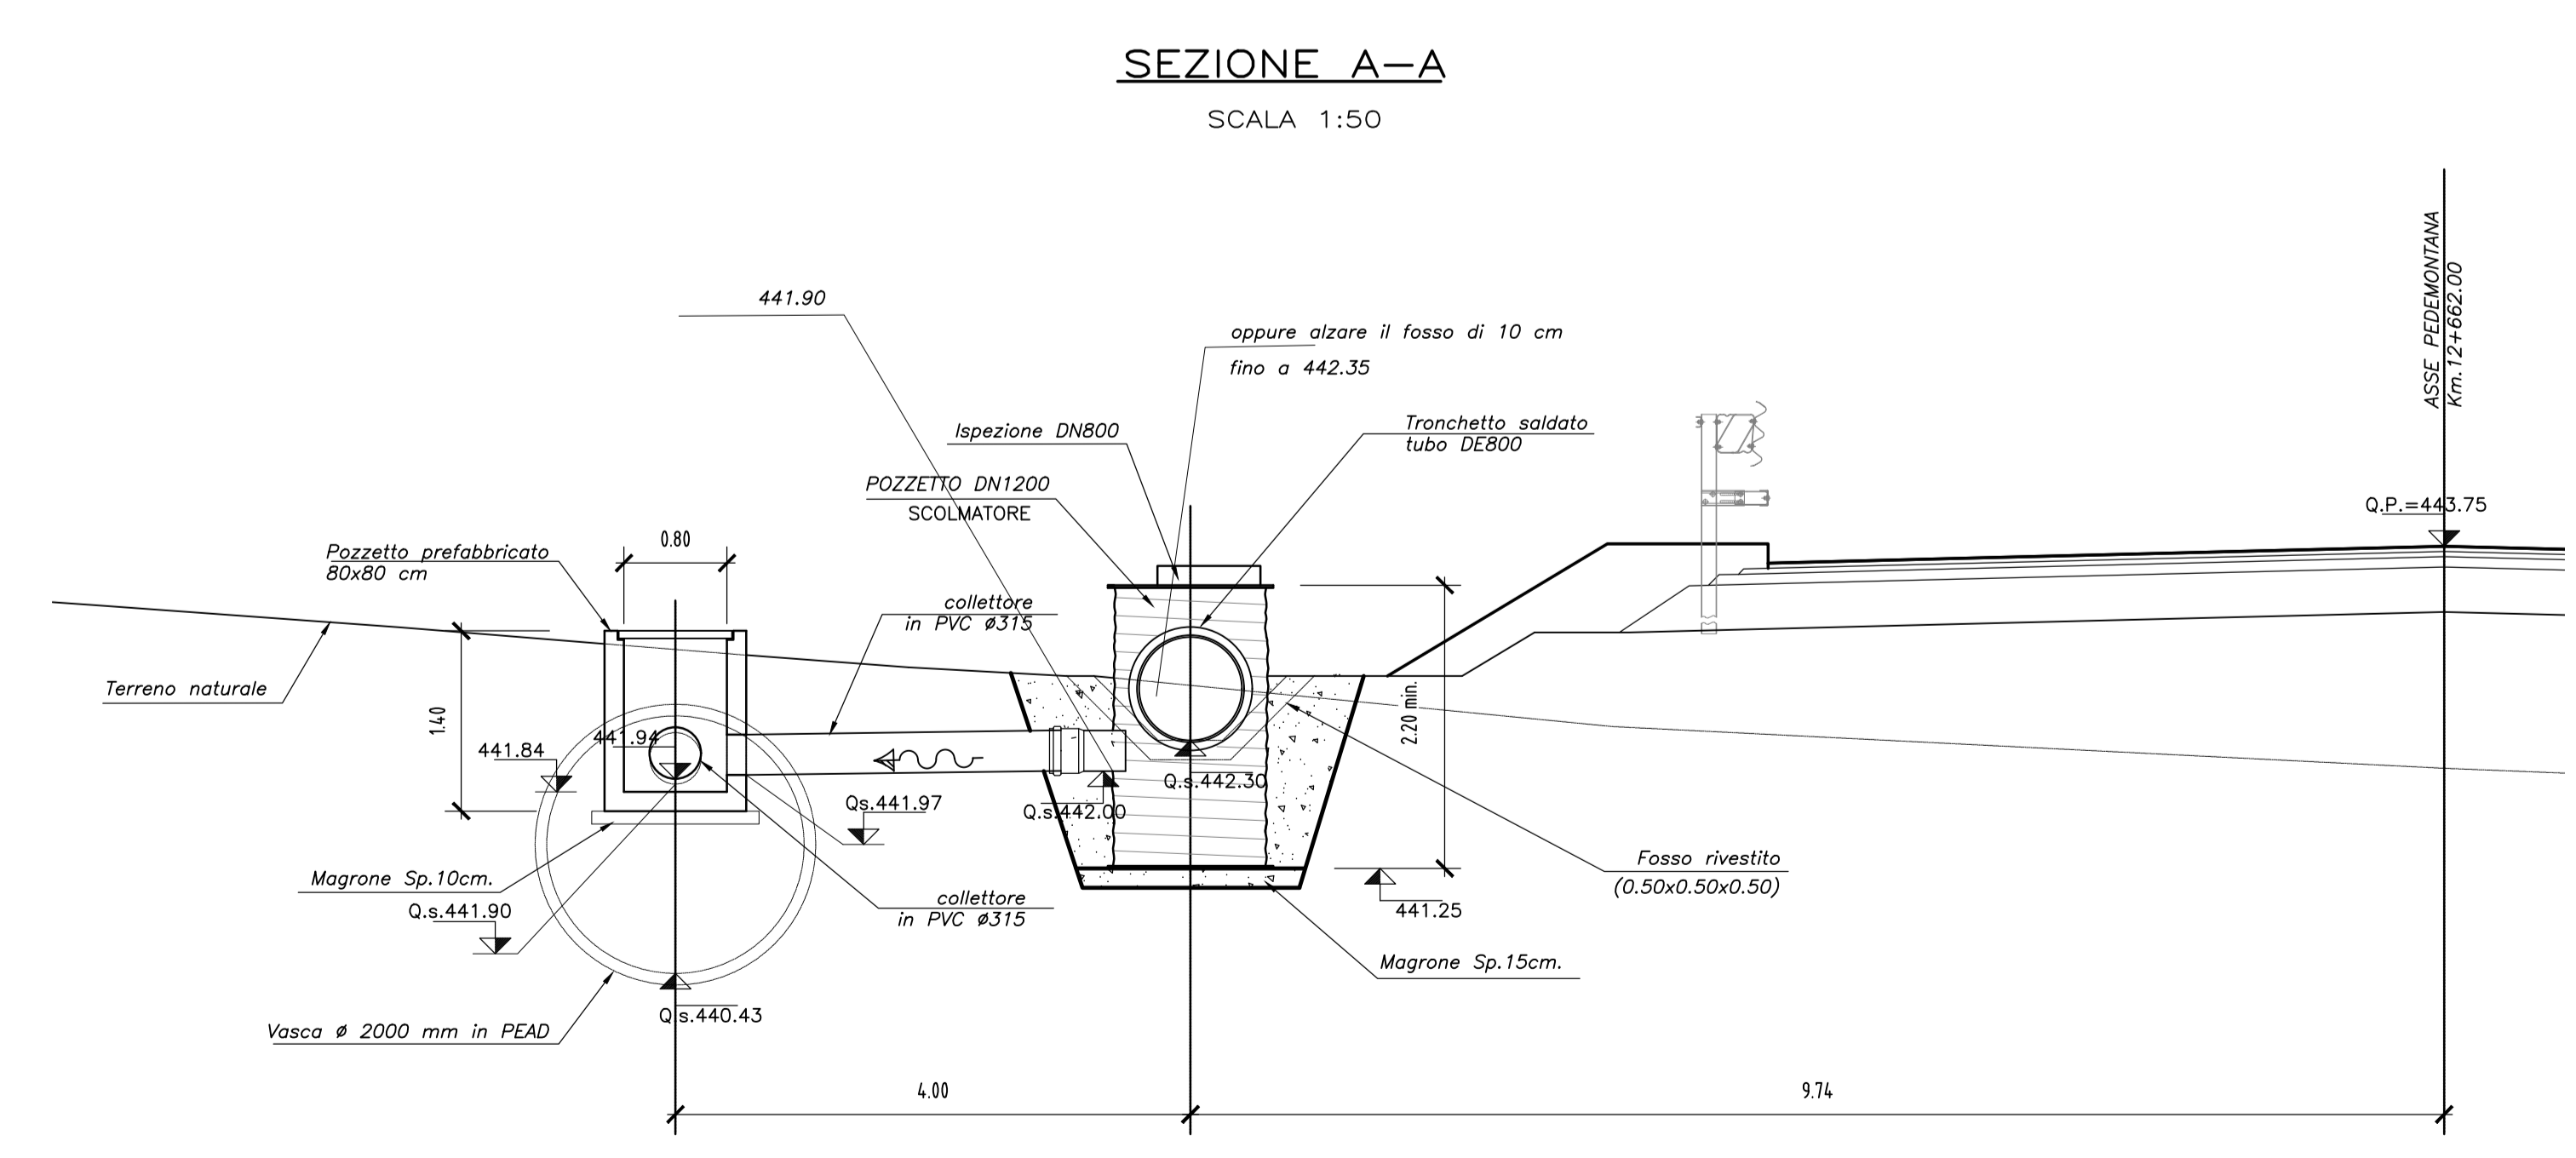 SEZIONE A-A
SCALA 1:50
ASSE PEDEMONTANA
Km.12+662.00
441.90
oppure alzare il fosso di 10 cm
fino a 442.35
Ispezione DN800
Tronchetto saldato
tubo DE800
POZZETTO DN1200
SCOLMATORE
Q.P.=443.75
0.80
Pozzetto prefabbricato
80x80 cm
collettore
in PVC ø315
Terreno naturale
1.40
441.84
441.94
2.20 min.
Q.s.442.30
Qs.441.97
Q.s.442.00
Fosso rivestito
(0.50x0.50x0.50)
Magrone Sp.10cm.
Q.s.441.90
collettore
in PVC ø315
441.25
Magrone Sp.15cm.
Q.s.440.43
Vasca ø 2000 mm in PEAD
4.00
9.74